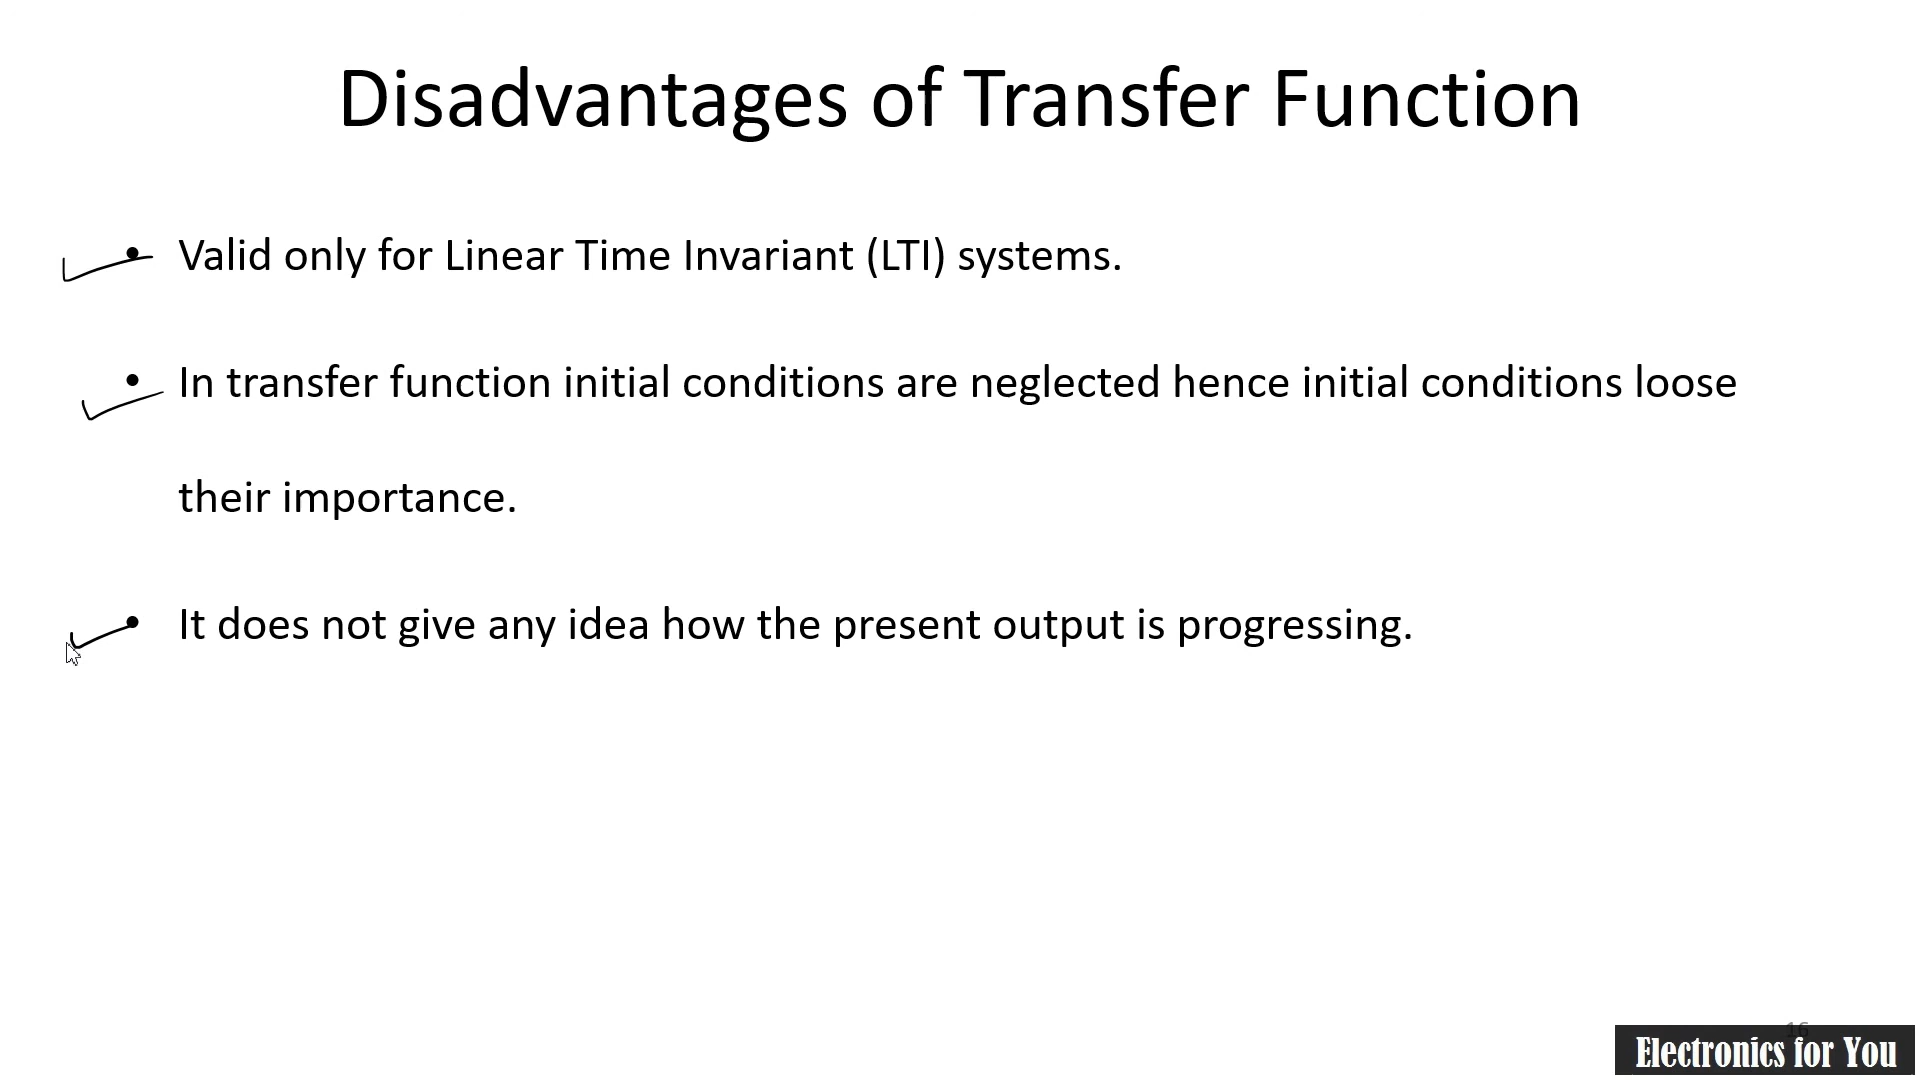 Disadvantages of Transfer Function
• Valid only for Linear Time Invariant (LTI) systems.
• In transfer function initial conditions are neglected hence initial conditions loose
their importance.
• It does not give any idea how the present output is progressing.
16
Electronics for You